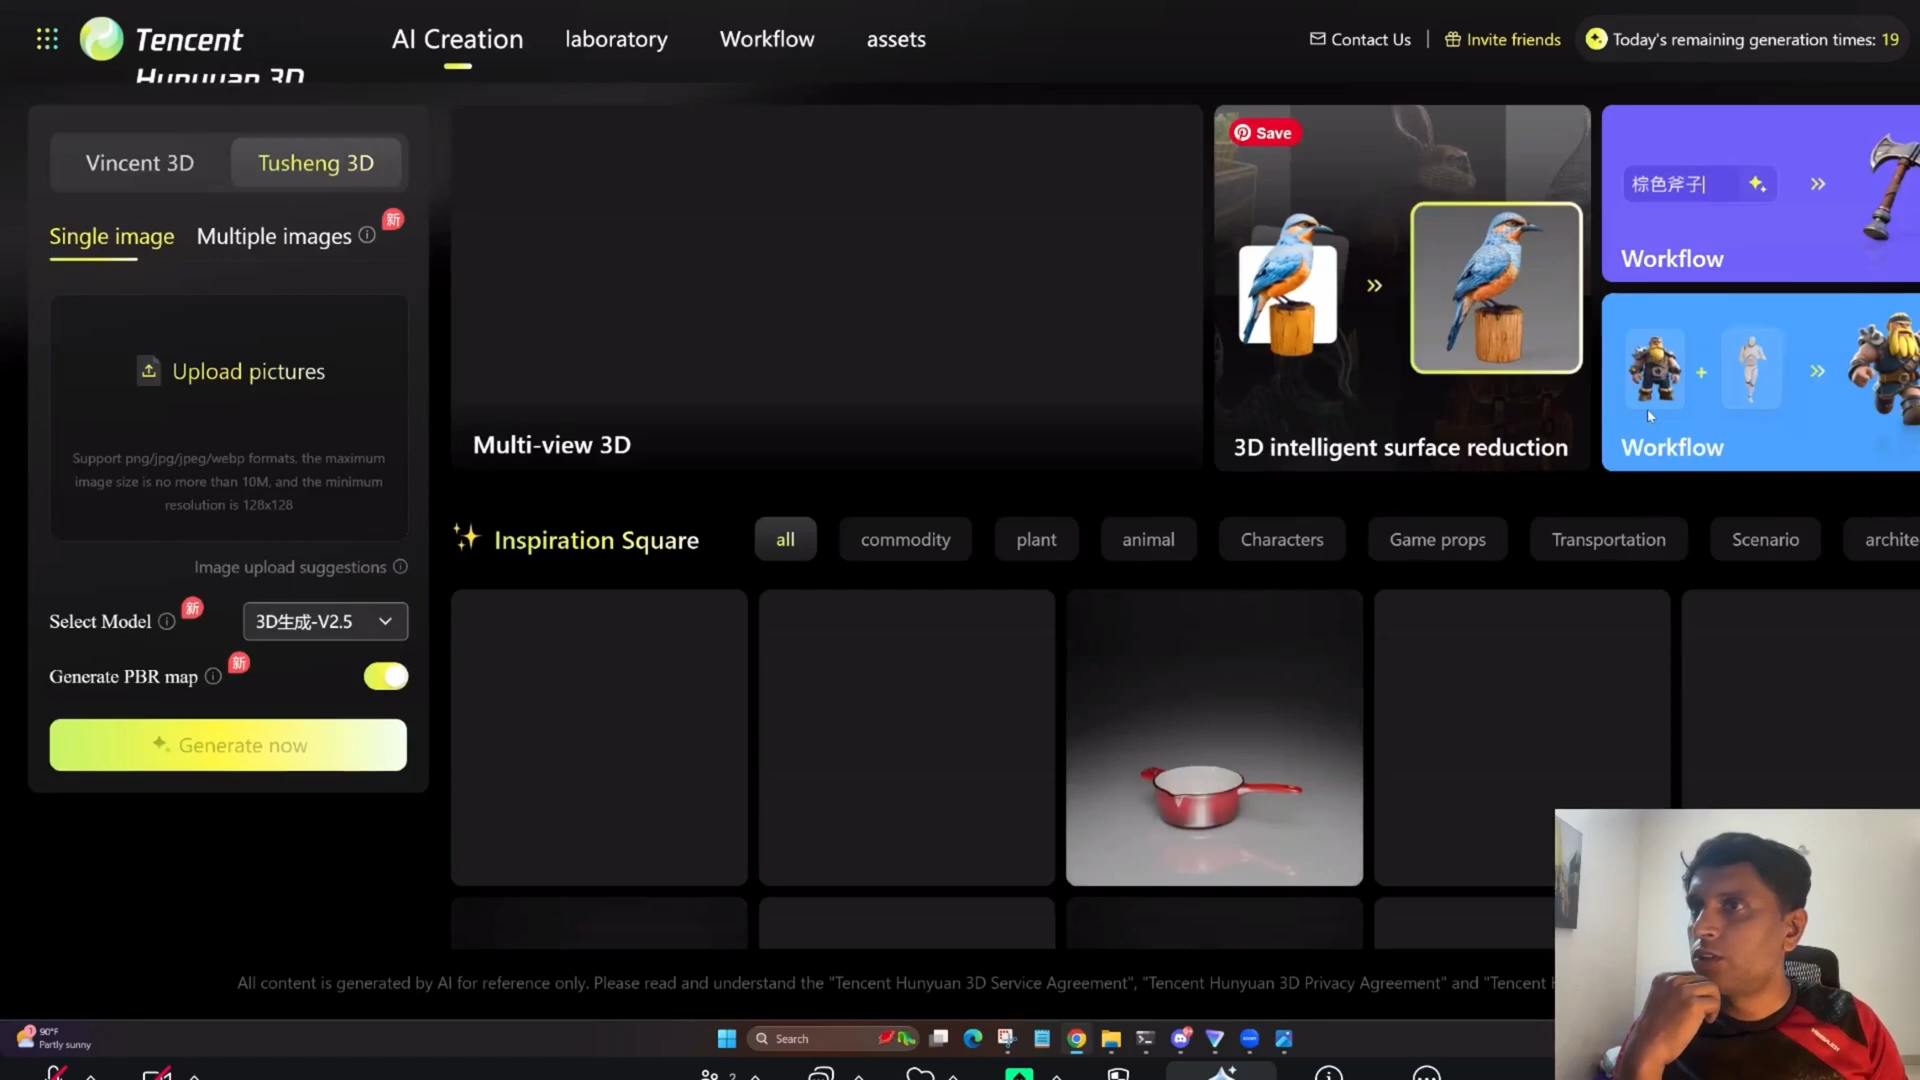 Tencent
Hunyuan 3D
AI Creation
laboratory
Workflow
assets
Contact Us
Invite friends
Today's remaining generation times: 19
Vincent 3D
Tusheng 3D
Single image
Multiple images
新
Upload pictures
Support png/jpg/jpeg/webp formats, the maximum
image size is no more than 10M, and the minimum
resolution is 128x128
Image upload suggestions
Select Model
新
3D生成-V2.5
Generate PBR map
新
Generate now
Multi-view 3D
Save
3D intelligent surface reduction
棕色斧子
Workflow
Workflow
Inspiration Square
all
commodity
plant
animal
Characters
Game props
Transportation
Scenario
archite
All content is generated by AI for reference only. Please read and understand the "Tencent Hunyuan 3D Service Agreement", "Tencent Hunyuan 3D Privacy Agreement" and "Tencent H
1
90°F
Partly sunny
Search
zoom
2